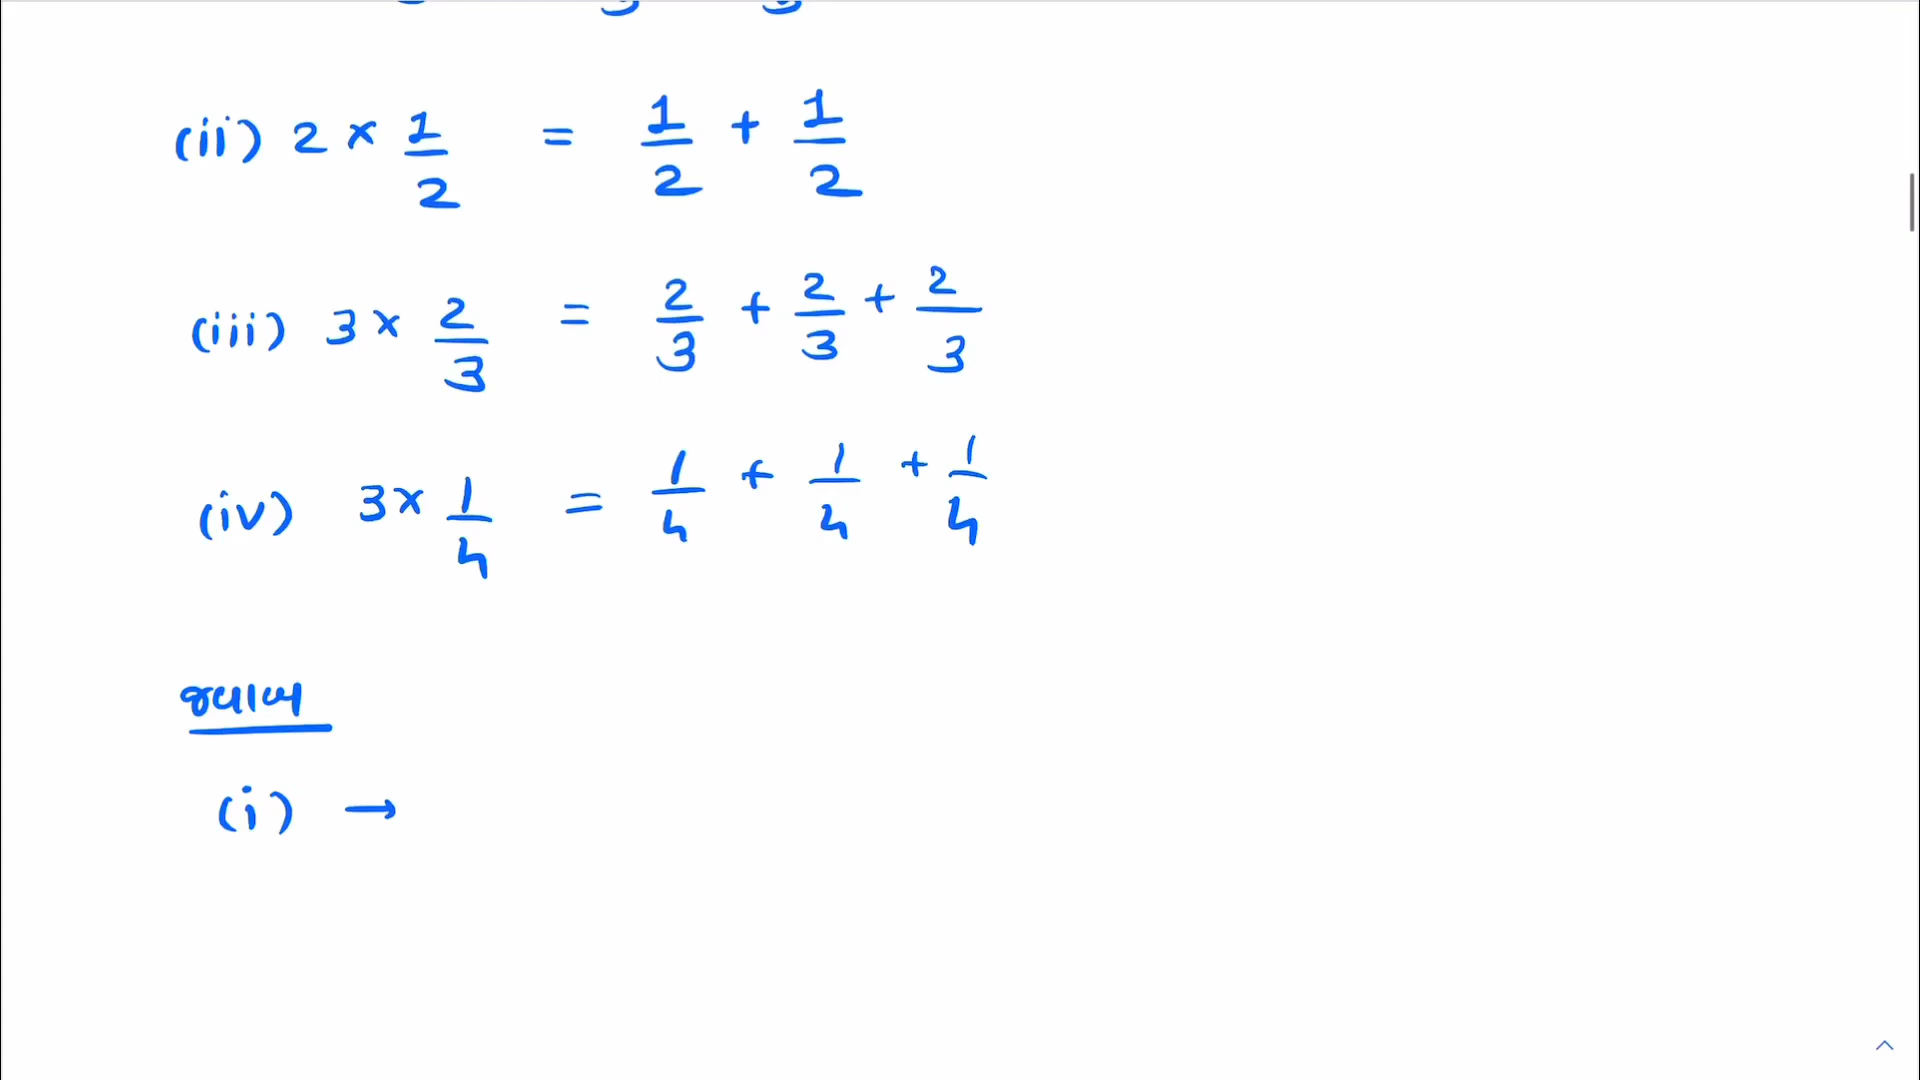 (ii) 2 × 1/2 = 1/2 + 1/2
(iii) 3 × 2/3 = 2/3 + 2/3 + 2/3
(iv) 3 × 1/4 = 1/4 + 1/4 + 1/4
જવાબ
(i) →